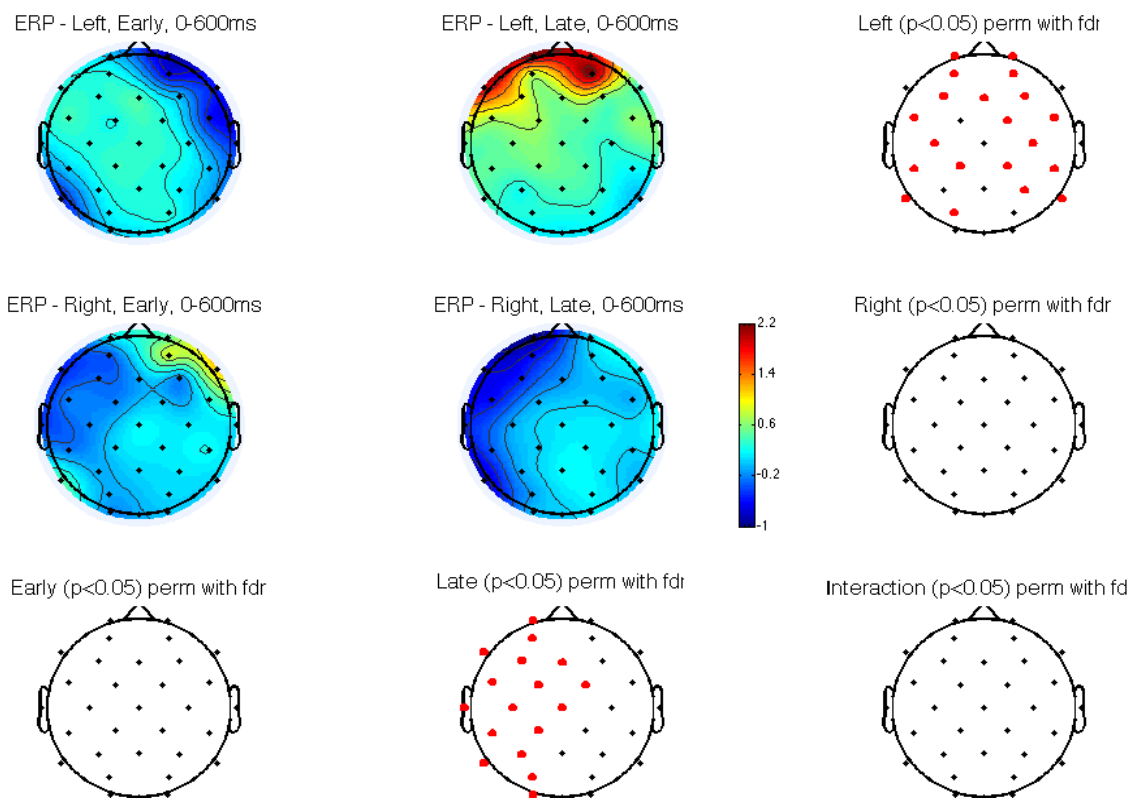 ERP - Left, Early, 0-600ms
ERP - Left, Late, 0-600ms
Left (p<0.05) perm with fdr
ERP - Right, Early, 0-600ms
ERP - Right, Late, 0-600ms
Right (p<0.05) perm with fdr
2.2
1.4
0.6
-0.2
-1
Early (p<0.05) perm with fdr
Late (p<0.05) perm with fdr
Interaction (p<0.05) perm with fd